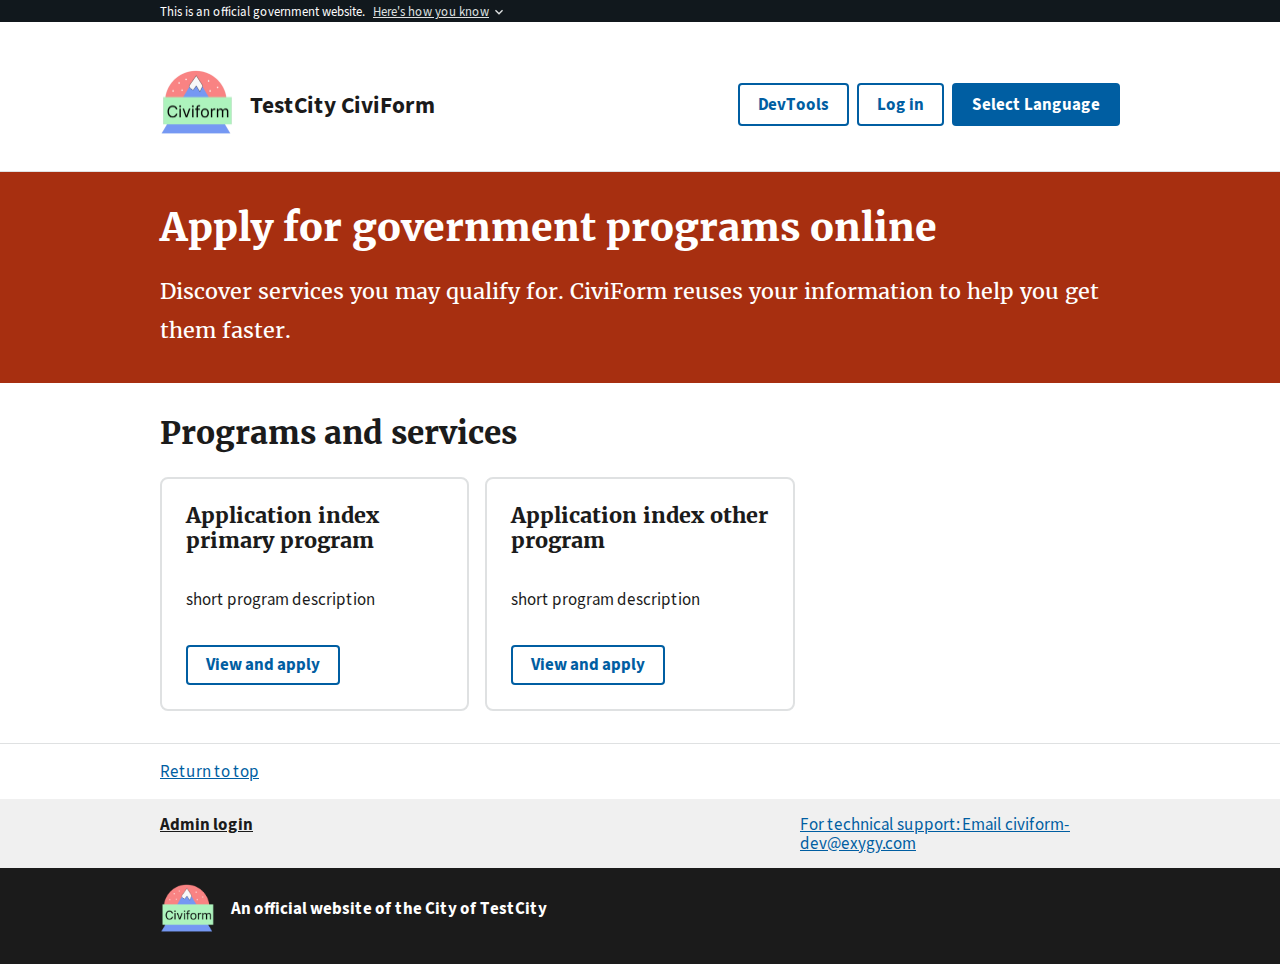 This is an official government website. Here's how you know
Civiform
TestCity CiviForm
DevTools
Log in
Select Language
Apply for government programs online
Discover services you may qualify for. CiviForm reuses your information to help you get
them faster.
Programs and services
Application index
primary program
short program description
View and apply
Application index other
program
short program description
View and apply
Return to top
Admin login
For technical support: Email civiform-
dev@exygy.com
Civiform
An official website of the City of TestCity